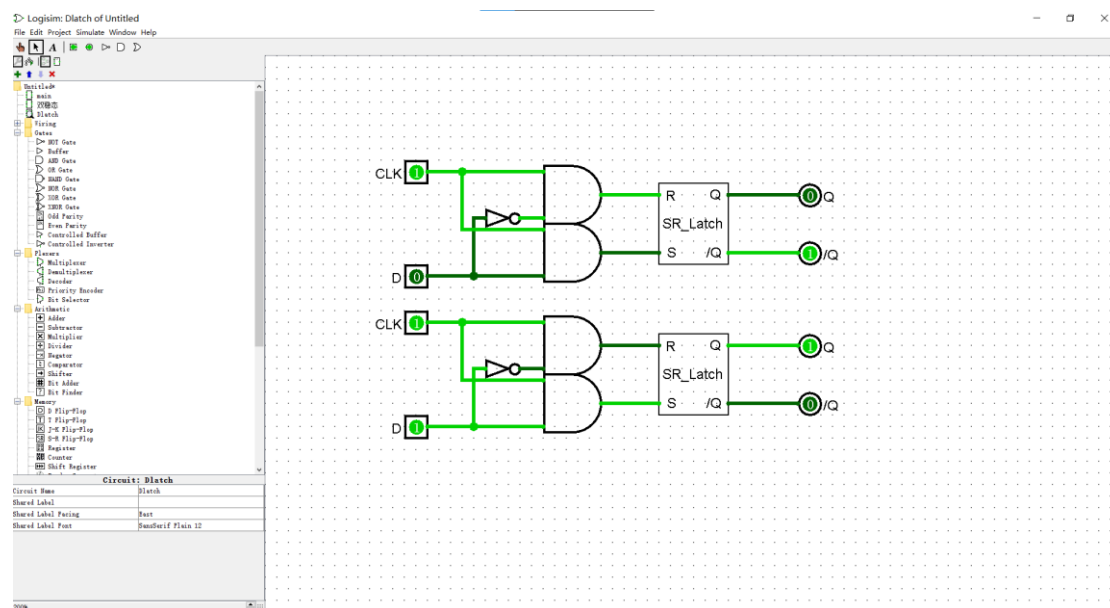 Logisim: Dlatch of Untitled
File Edit Project Simulate Window Help
A
Untitled*
main
双稳态
Dlatch
Wiring
Gates
NOT Gate
Buffer
AND Gate
OR Gate
NAND Gate
NOR Gate
XOR Gate
XNOR Gate
Odd Parity
Even Parity
Controlled Buffer
Controlled Inverter
Plexers
Multiplexer
Demultiplexer
Decoder
Priority Encoder
Bit Selector
Arithmetic
Adder
Subtractor
Multiplier
Divider
Negator
Comparator
Shifter
Bit Adder
Bit Finder
Memory
D Flip-Flop
T Flip-Flop
J-K Flip-Flop
S-R Flip-Flop
Register
Counter
Shift Register
Circuit: Dlatch
Circuit Name Dlatch
Shared Label
Shared Label Facing East
Shared Label Font SansSerif Plain 12
200%
CLK 1
R Q 0 Q
SR_Latch
S /Q 1 /Q
D 0
CLK 1
R Q 1 Q
SR_Latch
S /Q 0 /Q
D 1